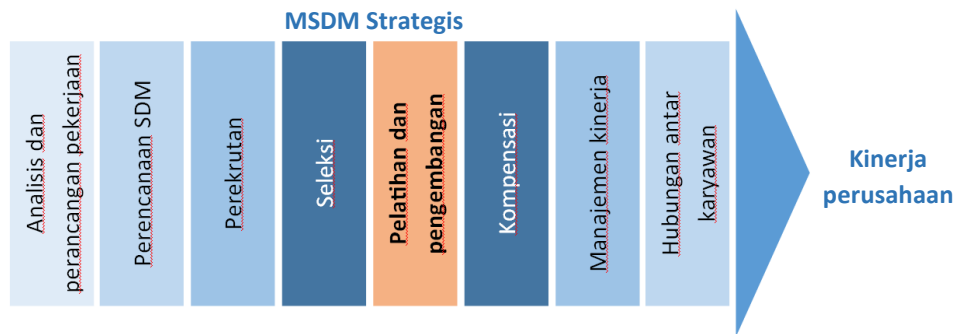 MSDM Strategis
Analisis dan
perancangan pekerjaan
Perencanaan SDM
Perekrutan
Seleksi
Pelatihan dan
pengembangan
Kompensasi
Manajemen kinerja
Hubungan antar
karyawan
Kinerja
perusahaan